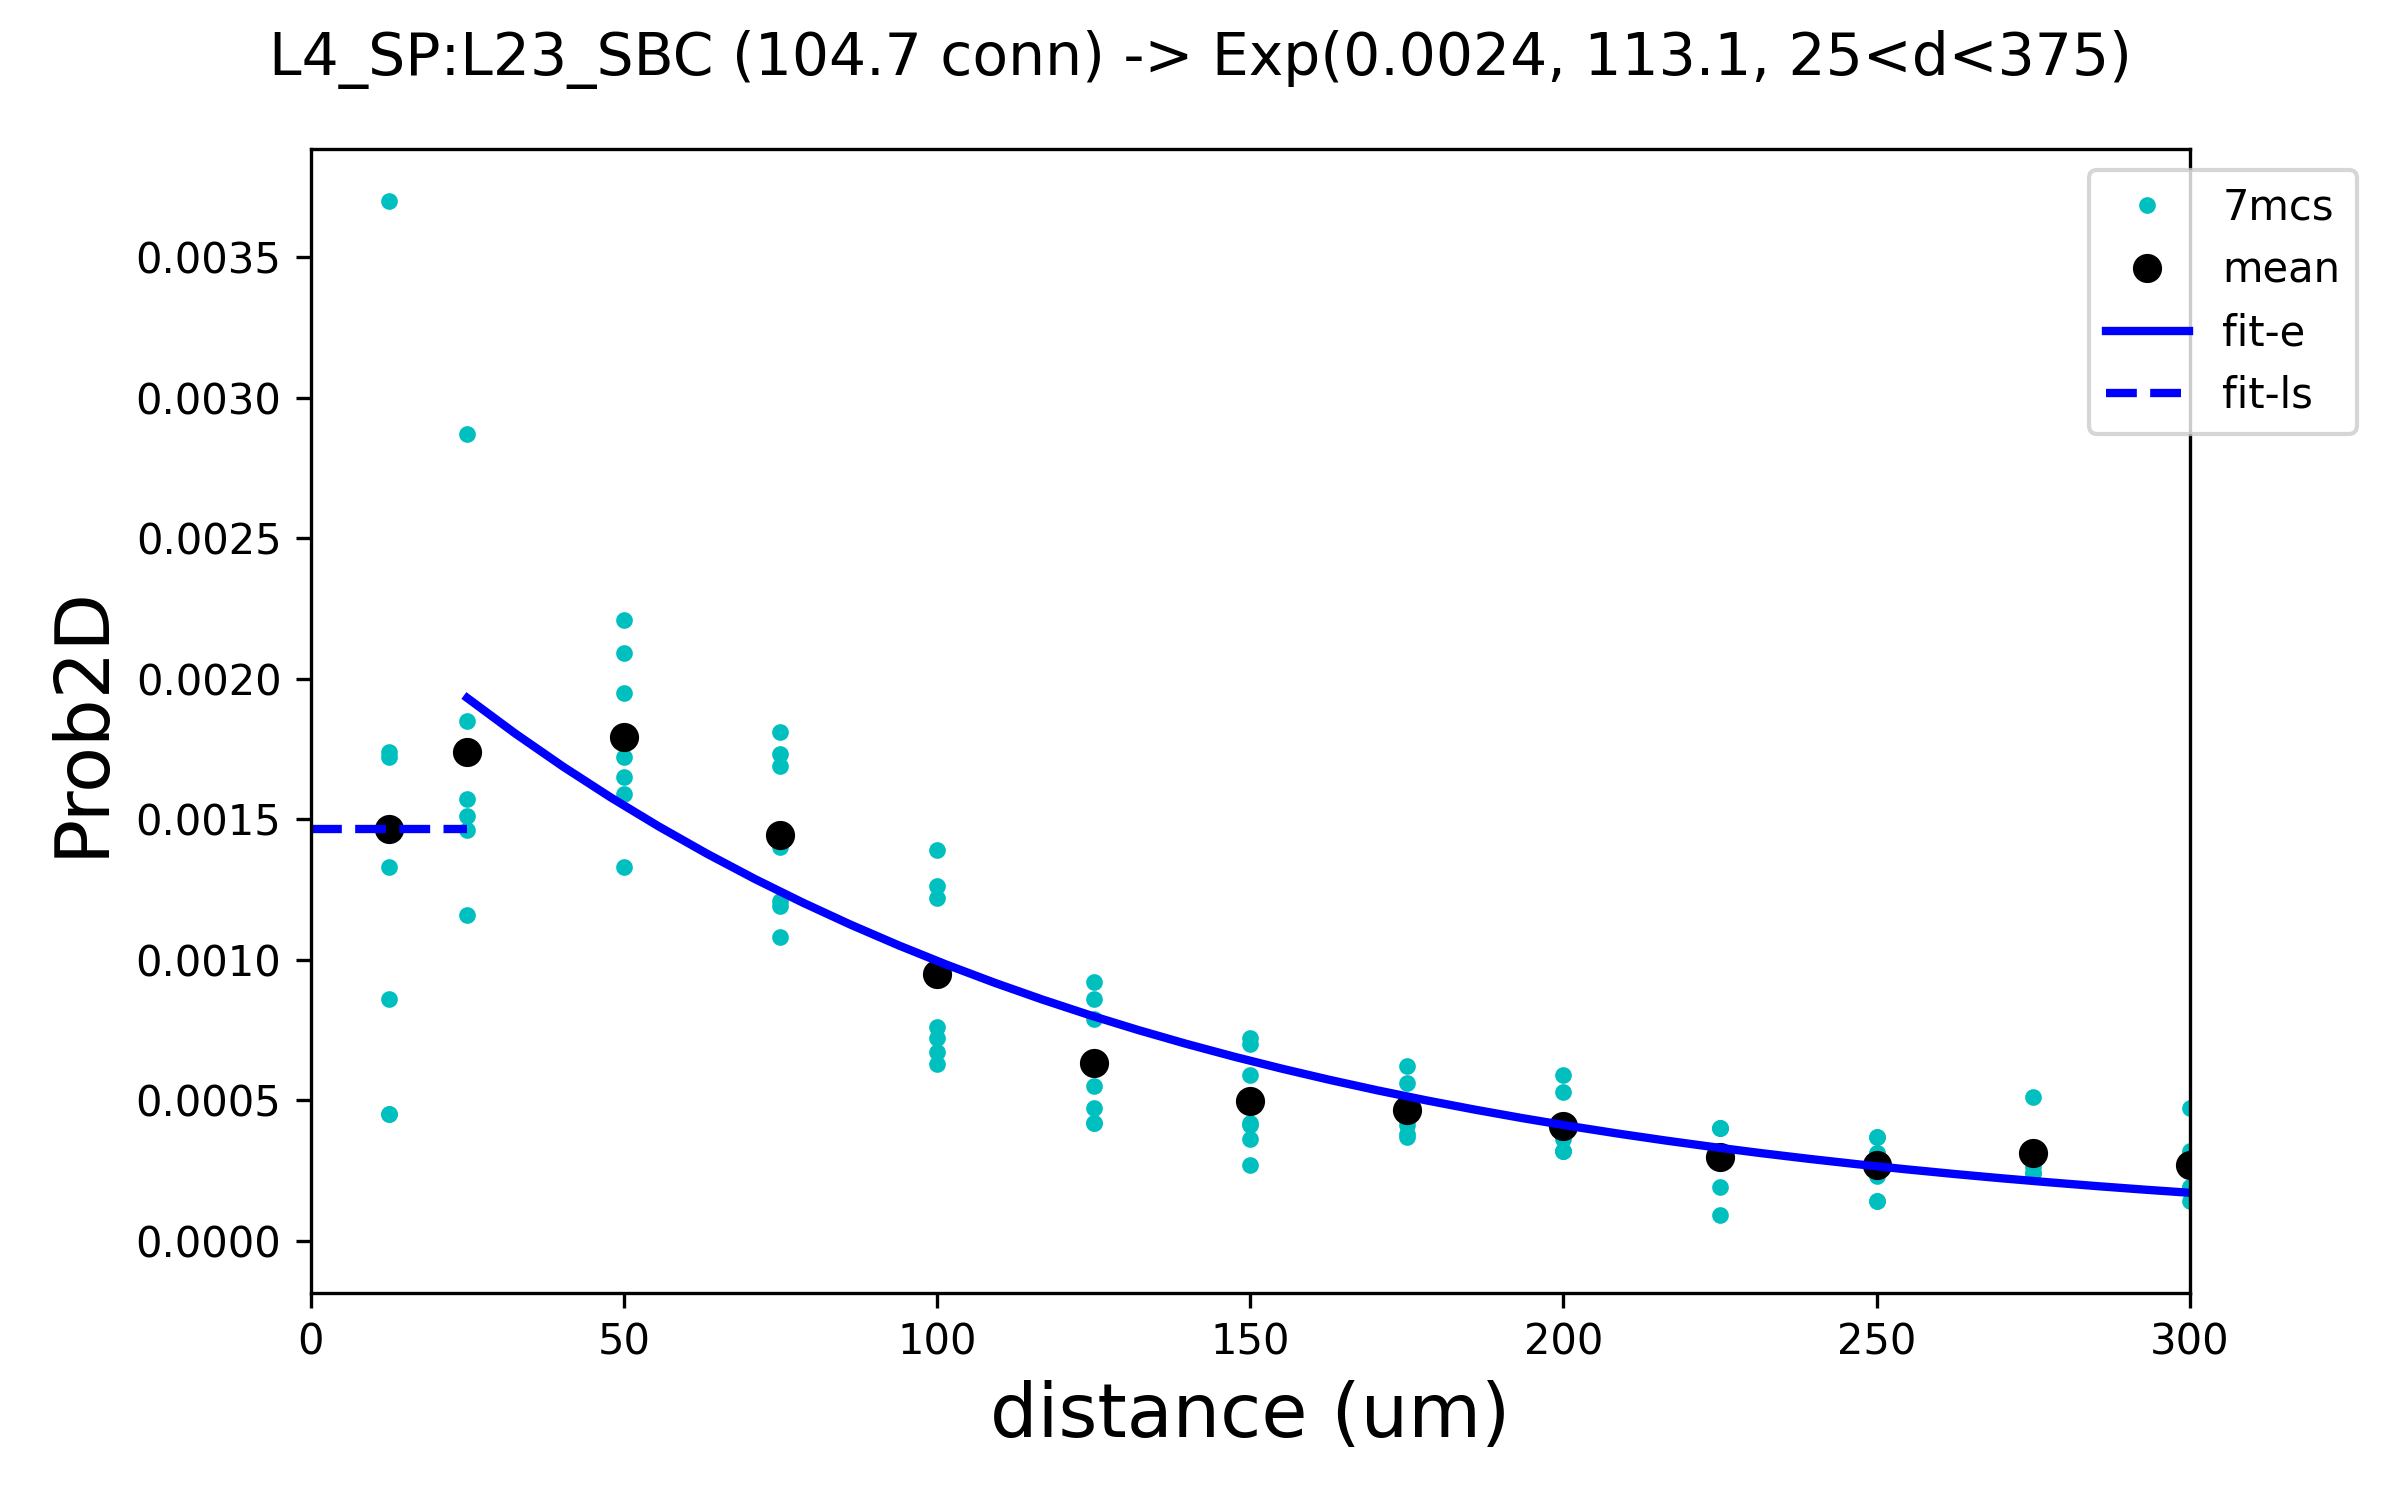 L4_SP:L23_SBC (104.7 conn) -> Exp(0.0024, 113.1, 25<d<375)
7mcs
mean
fit-e
fit-ls
Prob2D
0.0035
0.0030
0.0025
0.0020
0.0015
0.0010
0.0005
0.0000
0 50 100 150 200 250 300
distance (um)